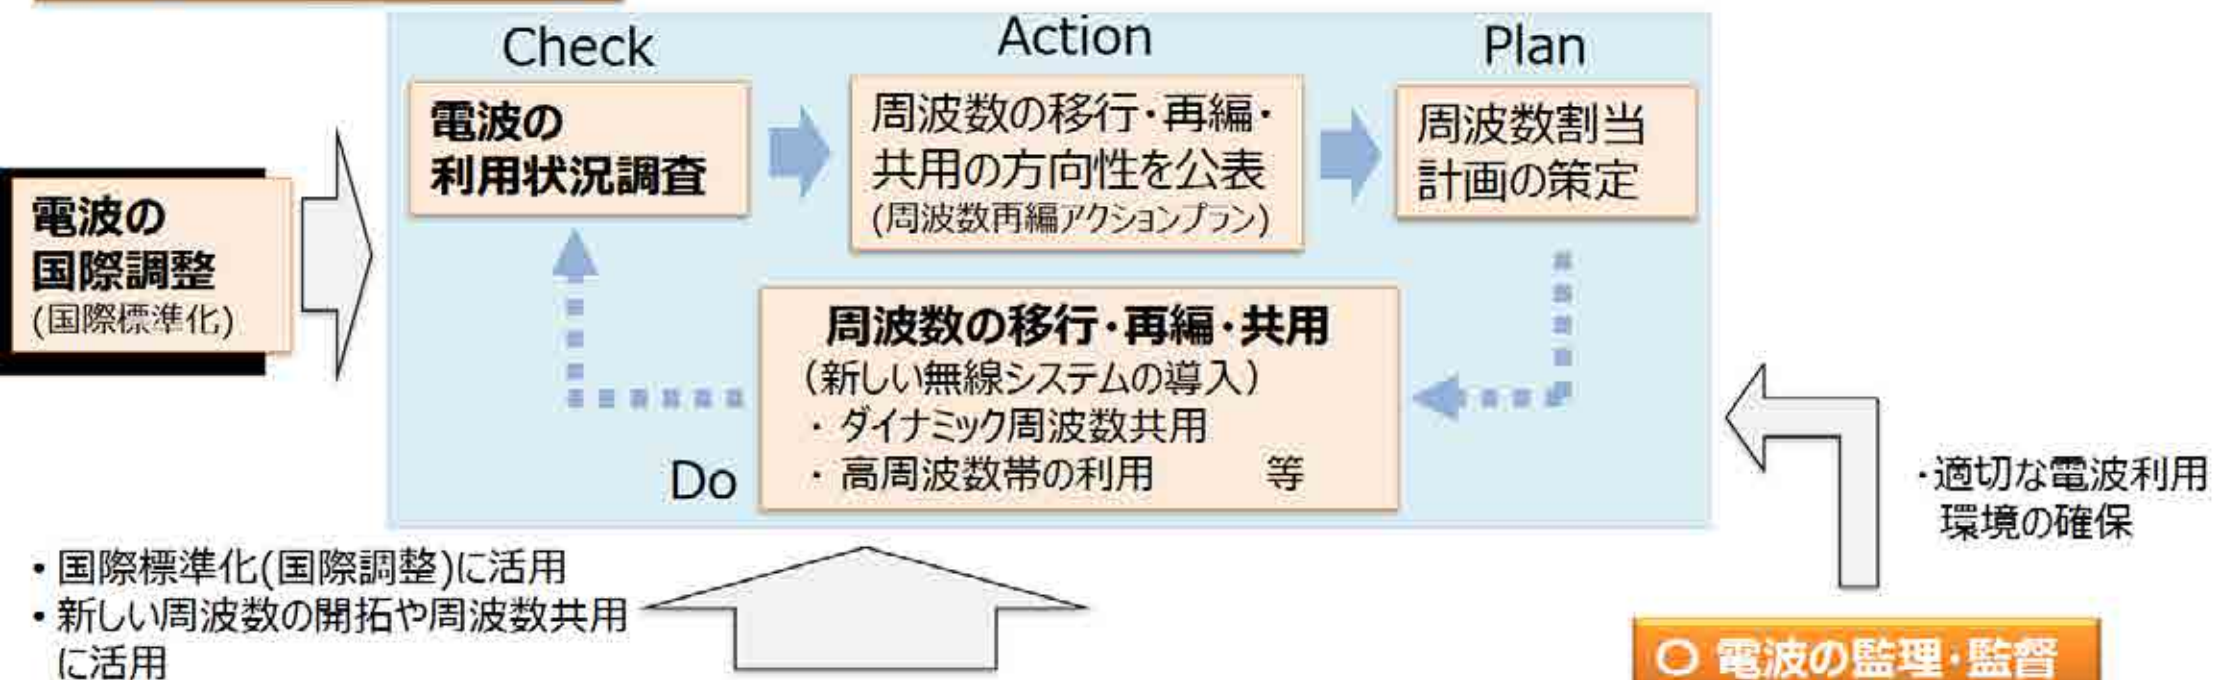 Check
Action
Plan
電波の
利用状況調査
周波数の移行・再編・
共用の方向性を公表
(周波数再編アクションプラン)
周波数割当
計画の策定
電波の
国際調整
(国際標準化)
周波数の移行・再編・共用
（新しい無線システムの導入）
・ダイナミック周波数共用
・高周波数帯の利用　等
Do
・適切な電波利用
環境の確保
• 国際標準化(国際調整)に活用
• 新しい周波数の開拓や周波数共用
に活用
〇 電波の監理・監督